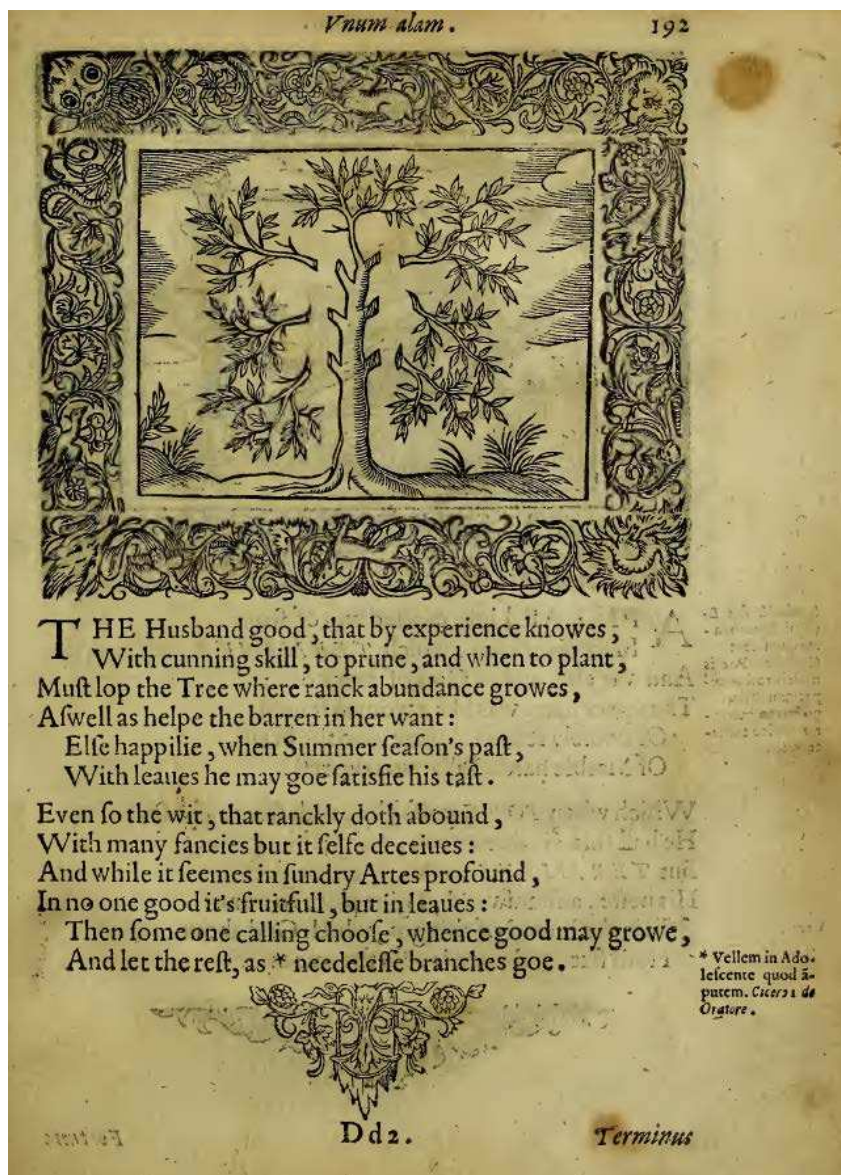 Vnum alam.
192
THE Husband good, that by experience knowes,
With cunning skill, to prune, and when to plant,
Muſt lop the Tree where ranck abundance growes,
Aſwell as helpe the barren in her want:
Elſe happilie, when Summer ſeaſon's paſt,
With leaues he may goe ſatisfie his taſt.
Even ſo the wit, that ranckly doth abound,
With many fancies but it ſelfe deceiues:
And while it ſeemes in ſundry Artes profound,
In no one good it's fruitfull, but in leaues:
Then ſome one calling chooſe, whence good may growe,
And let the reſt, as * needeleſſe branches goe.
* Vellem in Ado-
leſcente quod ã-
putem. Cicero 1 de
Oratore.
Dd2.
Terminus